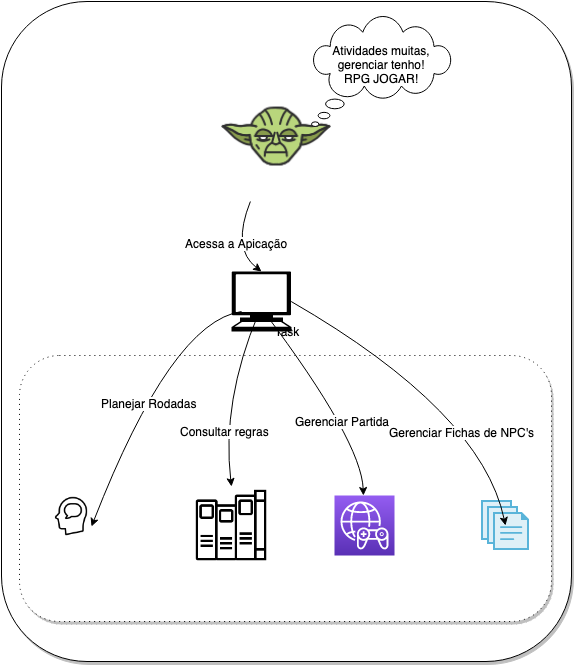 Atividades muitas,
gerenciar tenho!
RPG JOGAR!
Acessa a Apicação
Task
Planejar Rodadas
Consultar regras
Gerenciar Partida
Gerenciar Fichas de NPC's